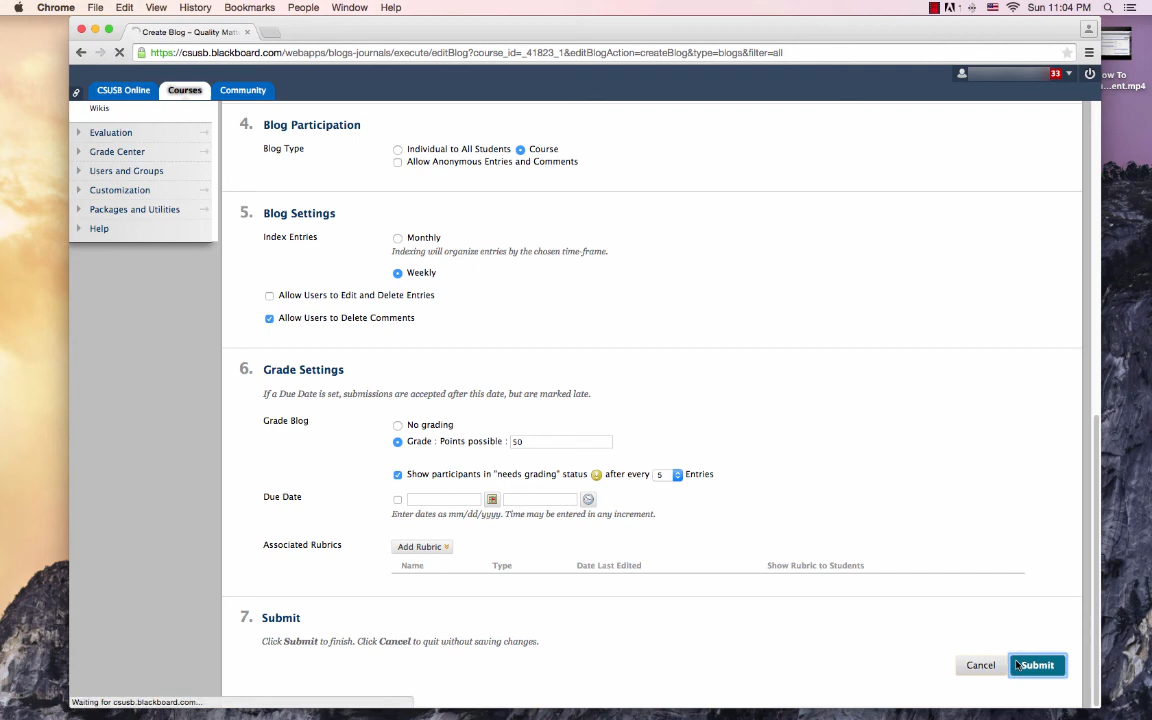 Chrome File Edit View History Bookmarks People Window Help
Sun 11:04 PM
Create Blog – Quality Matt
https://csusb.blackboard.com/webapps/blogs-journals/execute/editBlog?course_id=_41823_1&editBlogAction=createBlog&type=blogs&filter=all
33
CSUSB Online Courses Community
ow To
...ent.mp4
Wikis
Evaluation
Grade Center
Users and Groups
Customization
Packages and Utilities
Help
4. Blog Participation
Blog Type Individual to All Students Course
Allow Anonymous Entries and Comments
5. Blog Settings
Index Entries Monthly
Indexing will organize entries by the chosen time-frame.
Weekly
Allow Users to Edit and Delete Entries
Allow Users to Delete Comments
6. Grade Settings
If a Due Date is set, submissions are accepted after this date, but are marked late.
Grade Blog No grading
Grade : Points possible : 50
Show participants in "needs grading" status after every 5 Entries
Due Date
Enter dates as mm/dd/yyyy. Time may be entered in any increment.
Associated Rubrics Add Rubric
Name Type Date Last Edited Show Rubric to Students
7. Submit
Click Submit to finish. Click Cancel to quit without saving changes.
Cancel Submit
Waiting for csusb.blackboard.com...